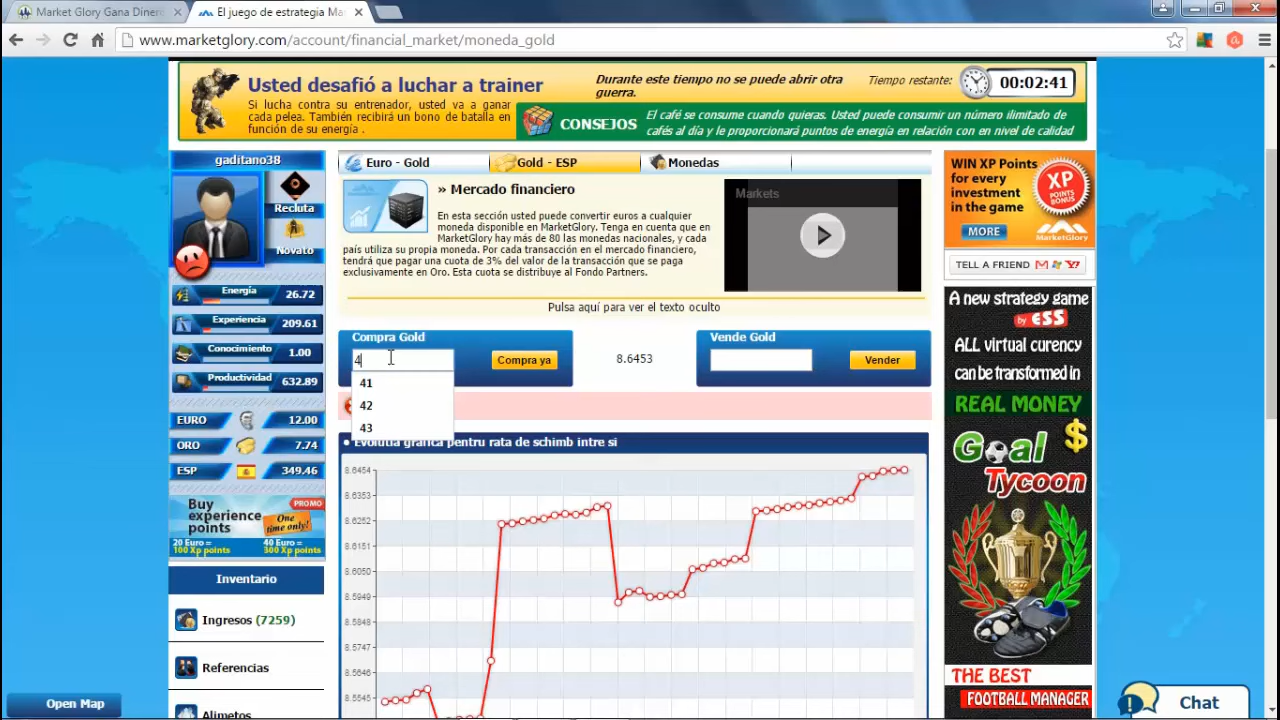 Market Glory Gana Dinero
El juego de estrategia Ma
www.marketglory.com/account/financial_market/moneda_gold
Usted desafió a luchar a trainer
Si lucha contra su entrenador, usted va a ganar
cada pelea. También recibirá un bono de batalla en
función de su energía .
Durante este tiempo no se puede abrir otra
guerra.
Tiempo restante:
00:02:41
CONSEJOS
El café se consume cuando quieras. Usted puede consumir un número ilimitado de
cafés al día y le proporcionará puntos de energía en relación con en nivel de calidad
gaditano38
Recluta
Novato
Energía
26.72
Experiencia
209.61
Conocimiento
1.00
Productividad
632.89
EURO
12.00
ORO
7.74
ESP
349.46
Buy
experience
points
PROMO
One
time only!
20 Euro =
100 Xp points
40 Euro =
300 Xp points
Inventario
Ingresos (7259)
Referencias
Alimetos
Open Map
Euro - Gold
Gold - ESP
Monedas
» Mercado financiero
En esta sección usted puede convertir euros a cualquier
moneda disponible en MarketGlory. Tenga en cuenta que en
MarketGlory hay más de 80 las monedas nacionales, y cada
país utiliza su propia moneda. Por cada transacción en el mercado financiero,
tendrá que pagar una cuota de 3% del valor de la transacción que se paga
exclusivamente en Oro. Esta cuota se distribuye al Fondo Partners.
Markets
Pulsa aquí para ver el texto oculto
Compra Gold
4
Compra ya
41
42
43
8.6453
Vende Gold
Vender
Evolutia grafica pentru rata de schimb intre si
8.6454
8.6353
8.6252
8.6151
8.6050
8.5949
8.5848
8.5747
8.5646
8.5545
WIN XP Points
for every
investment
in the game
XP
POINTS
BONUS
MORE
MARKETGLORY
TELL A FRIEND
A new strategy game
by ESS
ALL virtual curency
can be transformed in
REAL MONEY
Goal $
Tycoon
THE BEST
FOOTBALL MANAGER
Chat